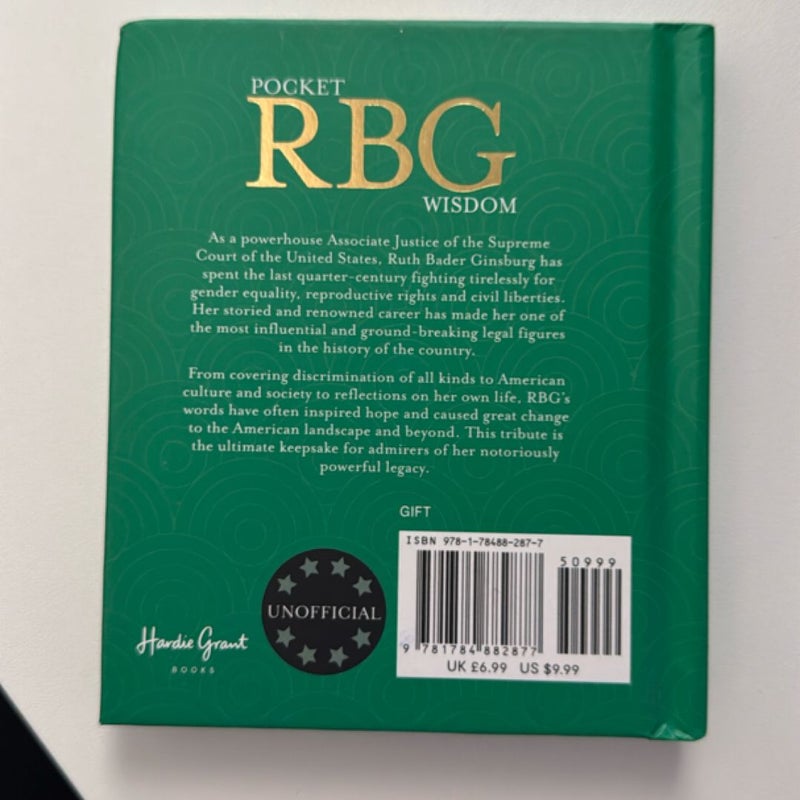 POCKET
RBG
WISDOM
As a powerhouse Associate Justice of the Supreme
Court of the United States, Ruth Bader Ginsburg has
spent the last quarter-century fighting tirelessly for
gender equality, reproductive rights and civil liberties.
Her storied and renowned career has made her one of
the most influential and ground-breaking legal figures
in the history of the country.
From covering discrimination of all kinds to American
culture and society to reflections on her own life, RBG's
words have often inspired hope and caused great change
to the American landscape and beyond. This tribute is
the ultimate keepsake for admirers of her notoriously
powerful legacy.
GIFT
ISBN 978-1-78488-287-7
50999
9 781784 882877
UK £6.99 US $9.99
UNOFFICIAL
Hardie Grant
BOOKS